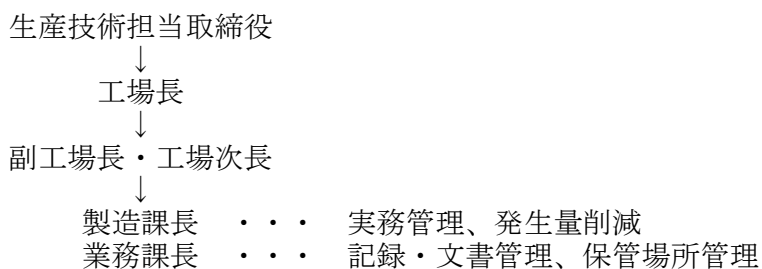 生産技術担当取締役
↓
工場長
↓
副工場長・工場次長
↓
製造課長　・・・　実務管理、発生量削減
業務課長　・・・　記録・文書管理、保管場所管理